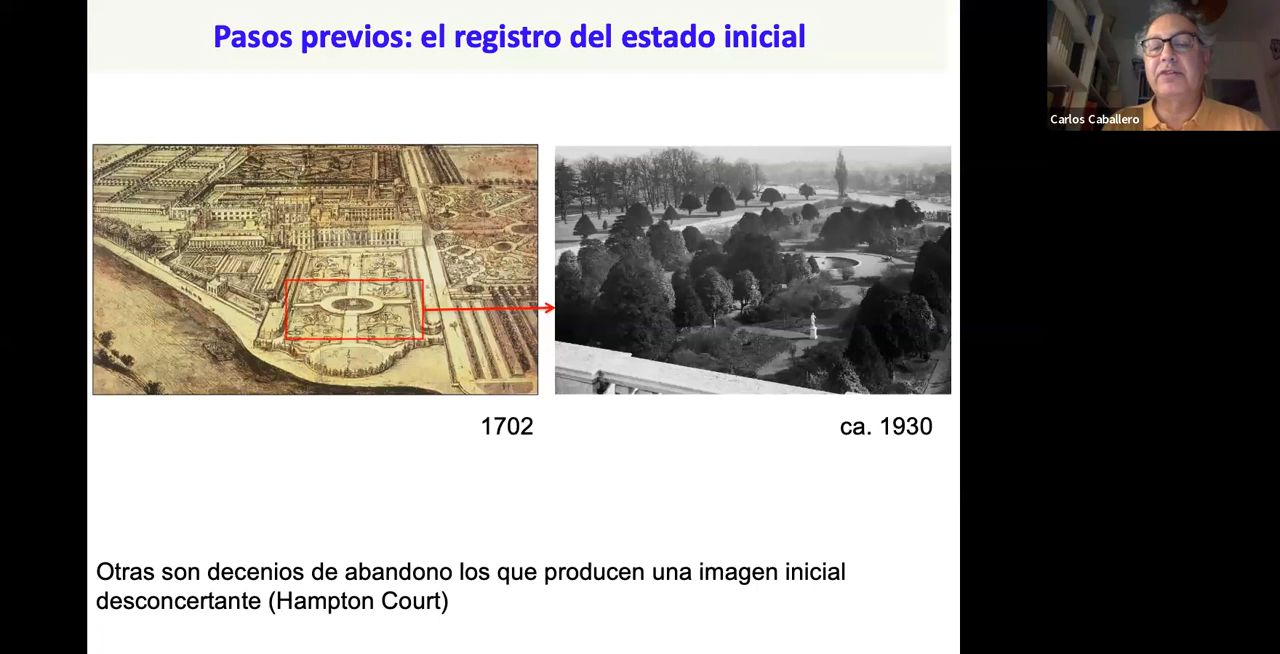 Pasos previos: el registro del estado inicial
Carlos Caballero
1702
ca. 1930
Otras son decenios de abandono los que producen una imagen inicial
desconcertante (Hampton Court)